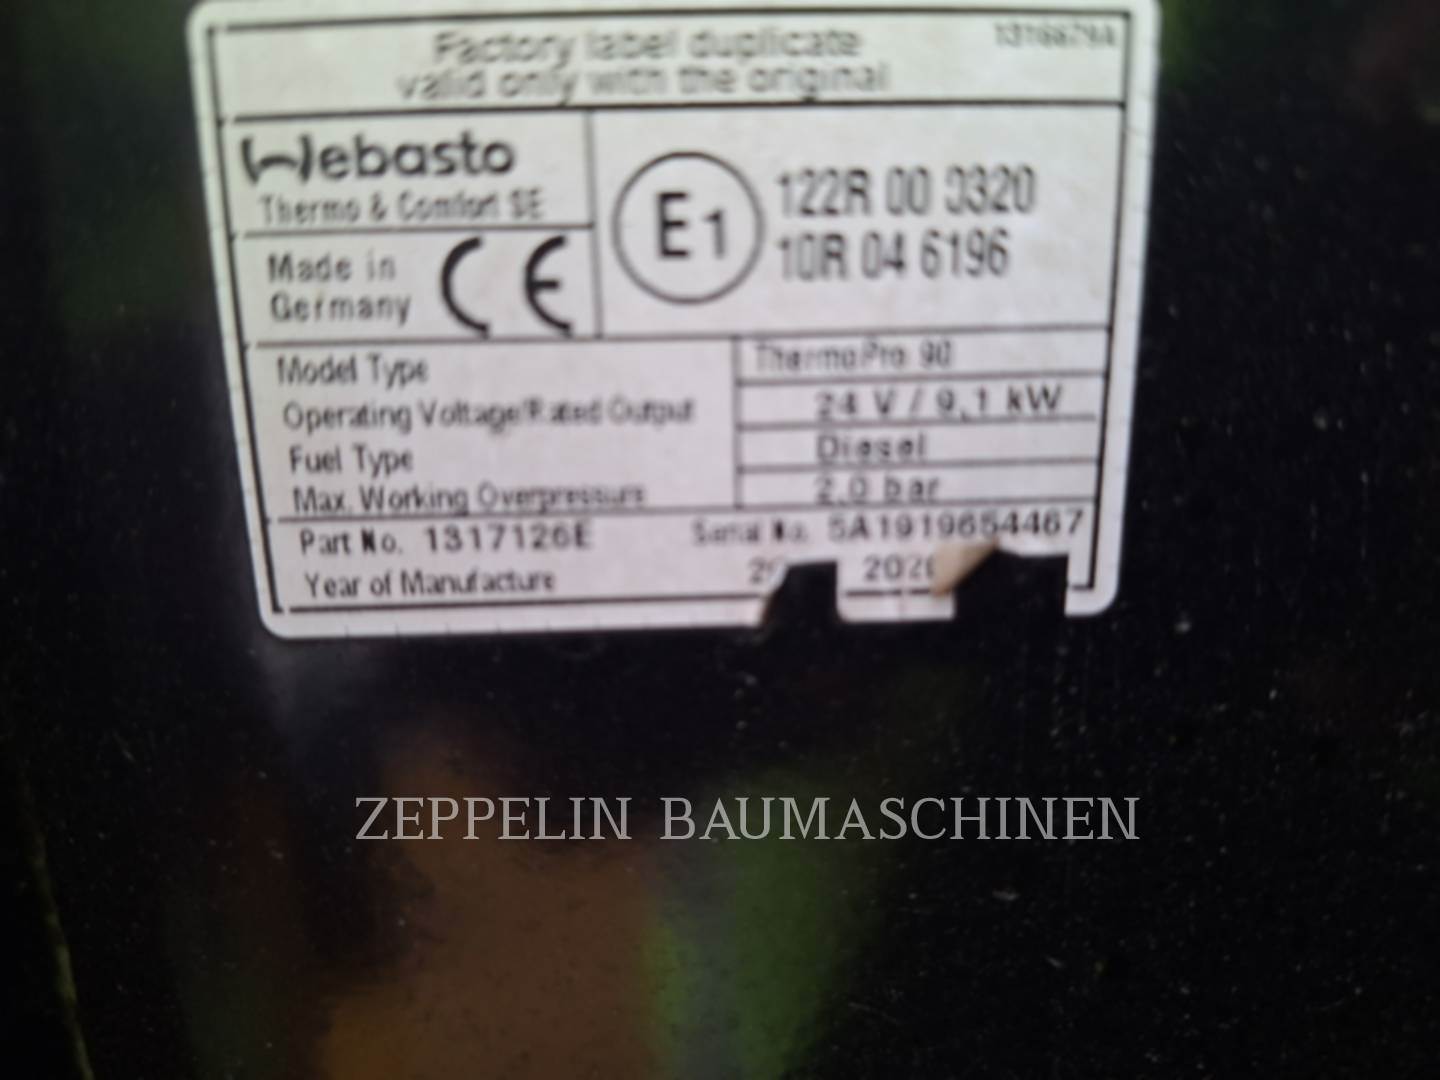 Factory label duplicate
valid only with the original
1316679A
Webasto
Thermo & Comfort SE
Made in
Germany
CE
E1
122R 00 0320
10R 04 6196
Model Type Thermo Pro 90
Operating Voltage/Rated Output 24 V / 9,1 kW
Fuel Type Diesel
Max. Working Overpressure 2,0 bar
Part No. 1317126E Serial No. 5A1919654467
Year of Manufacture
ZEPPELIN BAUMASCHINEN